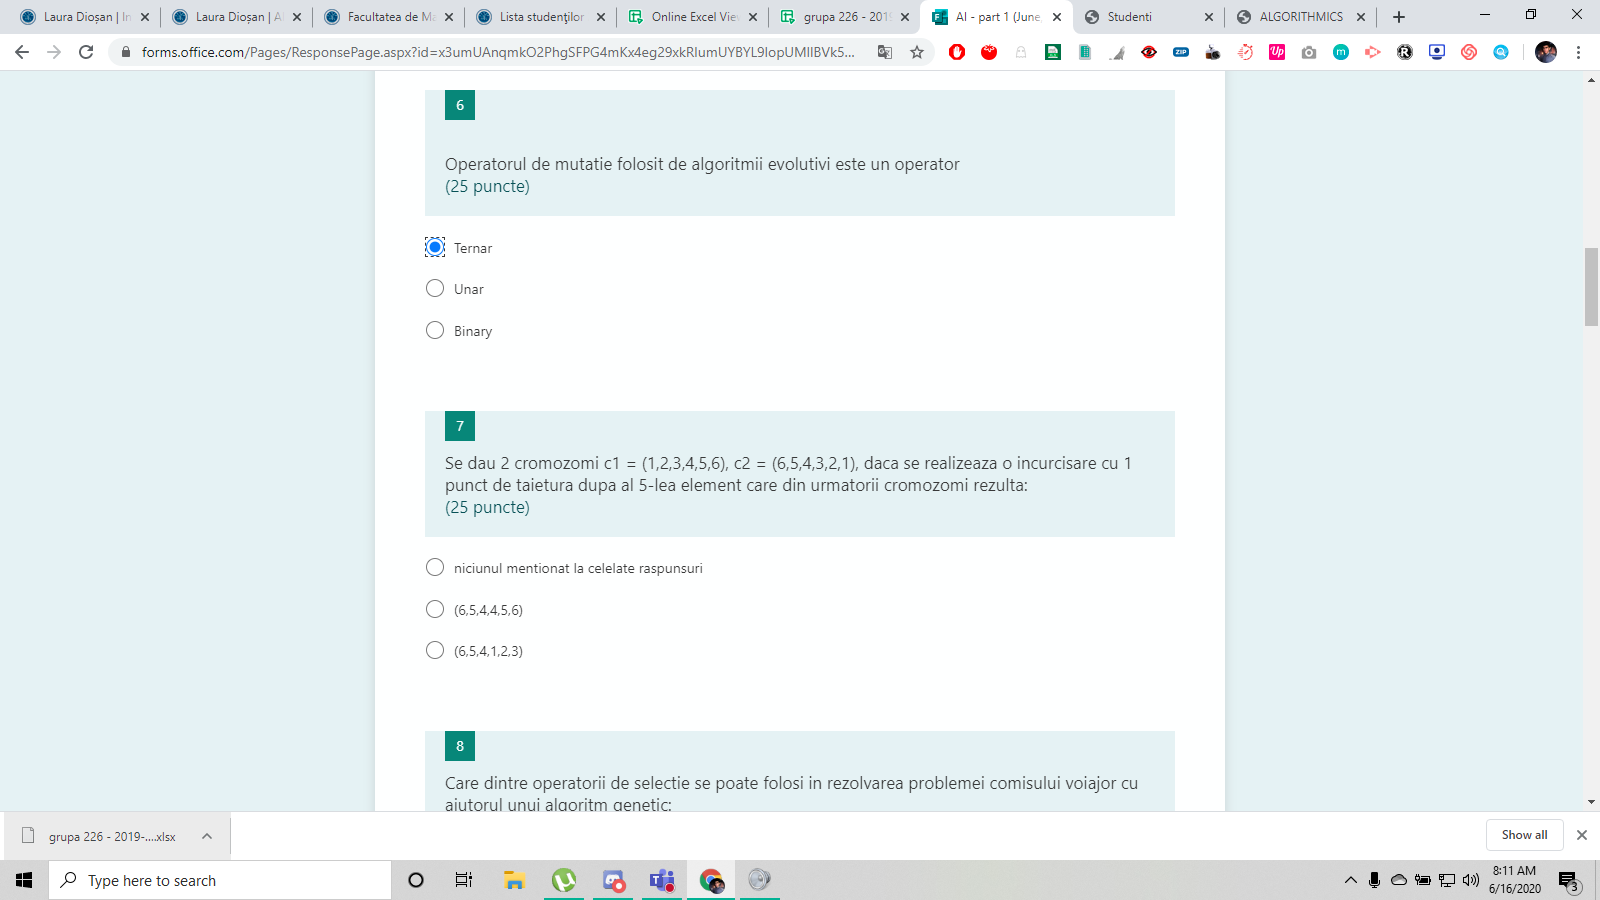 Laura Dioșan | In
Laura Dioșan | A
Facultatea de Ma
Lista studenților
Online Excel Vie
grupa 226 - 201
AI - part 1 (June
Studenti
ALGORITHMICS
forms.office.com/Pages/ResponsePage.aspx?id=x3umUAnqmkO2PhgSFPG4mKx4eg29xkRIumUYBYL9IopUMlIBVk5...
6
Operatorul de mutatie folosit de algoritmii evolutivi este un operator
(25 puncte)
Ternar
Unar
Binary
7
Se dau 2 cromozomi c1 = (1,2,3,4,5,6), c2 = (6,5,4,3,2,1), daca se realizeaza o incurcisare cu 1
punct de taietura dupa al 5-lea element care din urmatorii cromozomi rezulta:
(25 puncte)
niciunul mentionat la celelate raspunsuri
(6,5,4,4,5,6)
(6,5,4,1,2,3)
8
Care dintre operatorii de selectie se poate folosi in rezolvarea problemei comisului voiajor cu
ajutorul unui algoritm genetic:
grupa 226 - 2019-....xlsx
Show all
Type here to search
8:11 AM
6/16/2020
3